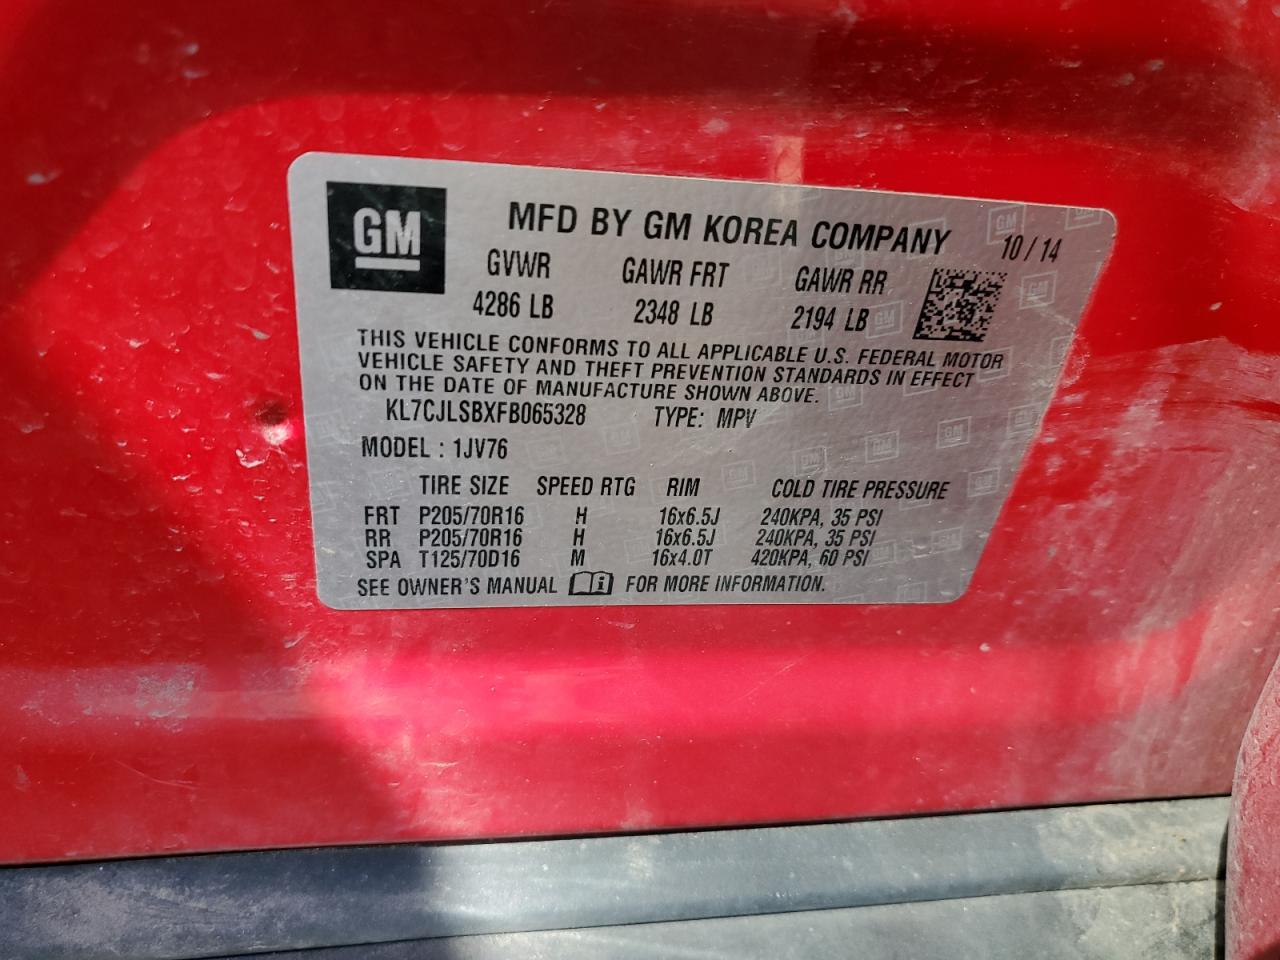 GM
MFD BY GM KOREA COMPANY
10 / 14
GVWR GAWR FRT GAWR RR
4286 LB 2348 LB 2194 LB
THIS VEHICLE CONFORMS TO ALL APPLICABLE U.S. FEDERAL MOTOR
VEHICLE SAFETY AND THEFT PREVENTION STANDARDS IN EFFECT
ON THE DATE OF MANUFACTURE SHOWN ABOVE.
KL7CJLSBXFB065328 TYPE: MPV
MODEL : 1JV76
TIRE SIZE SPEED RTG RIM COLD TIRE PRESSURE
FRT P205/70R16 H 16x6.5J 240KPA, 35 PSI
RR P205/70R16 H 16x6.5J 240KPA, 35 PSI
SPA T125/70D16 M 16x4.0T 420KPA, 60 PSI
SEE OWNER'S MANUAL FOR MORE INFORMATION.